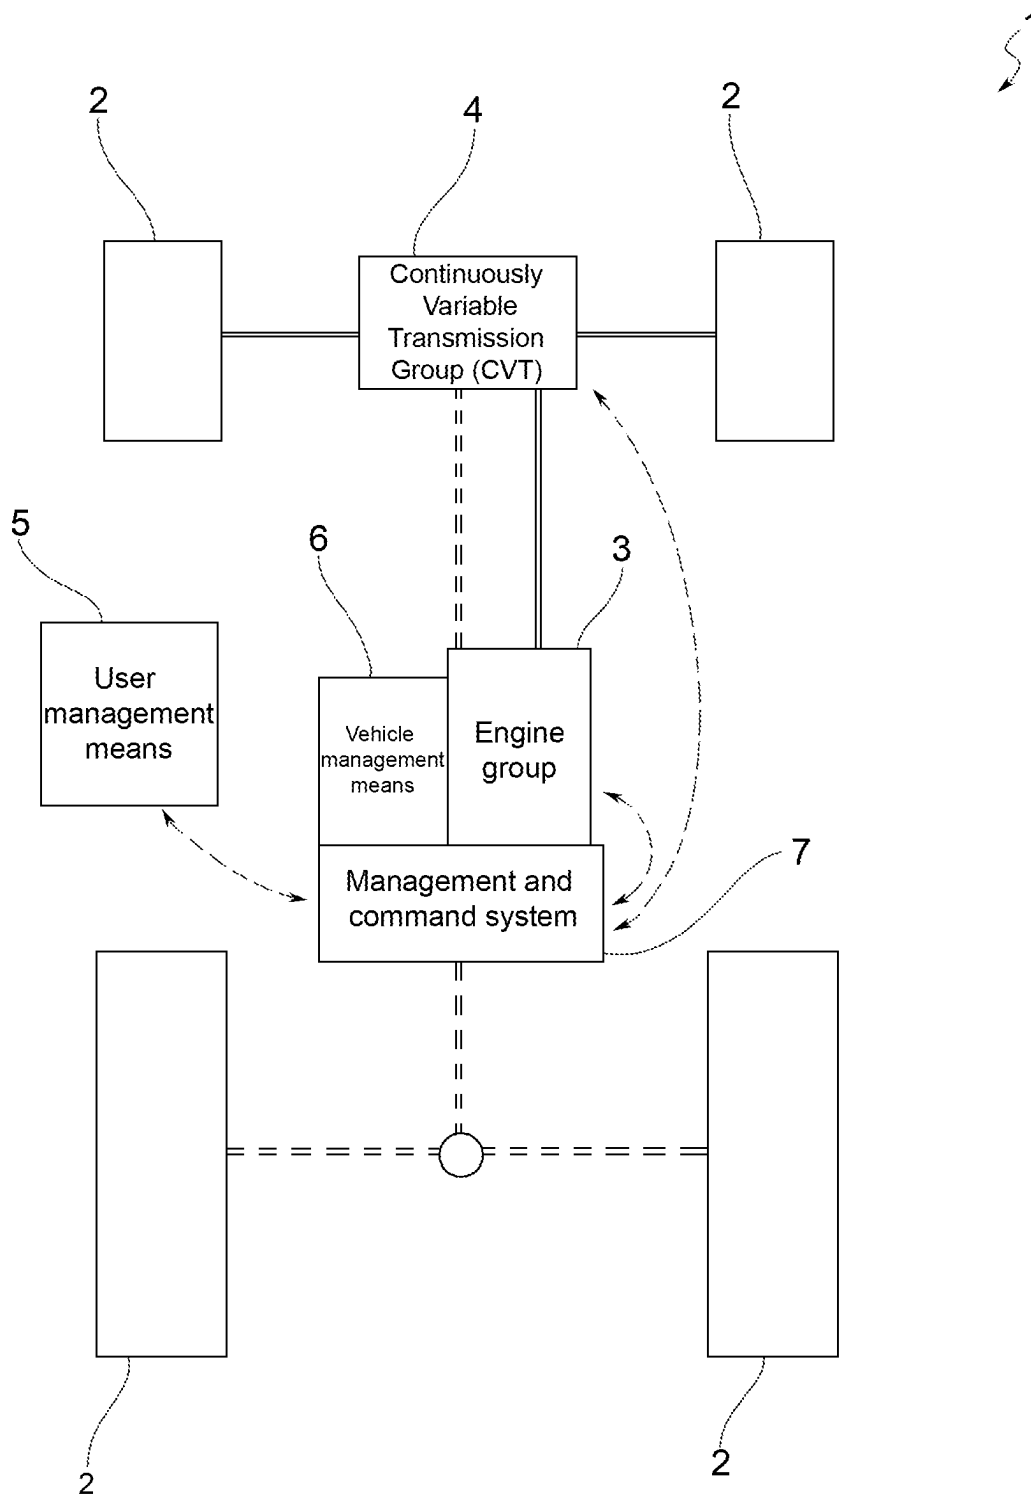 2
4
2
Continuously
Variable
Transmission
Group (CVT)
5
6
3
User
management
means
Vehicle
management
means
Engine
group
7
Management and
command system
2
2